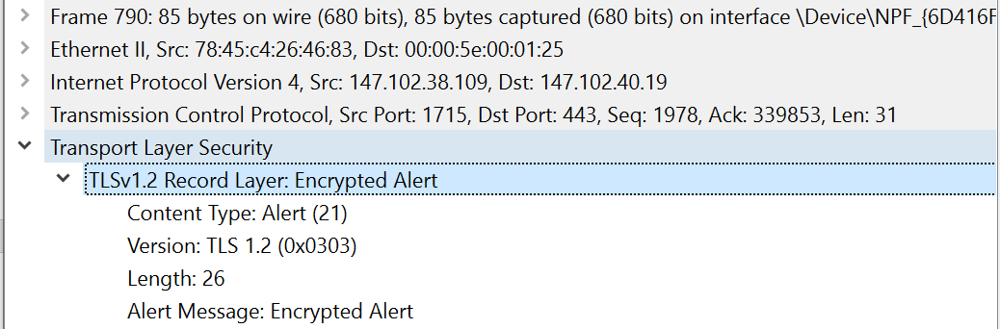 Frame 790: 85 bytes on wire (680 bits), 85 bytes captured (680 bits) on interface \Device\NPF_{6D416F
Ethernet II, Src: 78:45:c4:26:46:83, Dst: 00:00:5e:00:01:25
Internet Protocol Version 4, Src: 147.102.38.109, Dst: 147.102.40.19
Transmission Control Protocol, Src Port: 1715, Dst Port: 443, Seq: 1978, Ack: 339853, Len: 31
Transport Layer Security
TLSv1.2 Record Layer: Encrypted Alert
Content Type: Alert (21)
Version: TLS 1.2 (0x0303)
Length: 26
Alert Message: Encrypted Alert